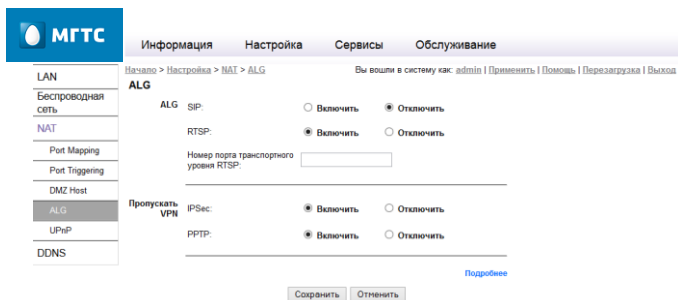 МГТС
Информация Настройка Сервисы Обслуживание
Начало > Настройка > NAT > ALG Вы вошли в систему как: admin | Применить | Помощь | Перезагрузка | Выход
LAN
Беспроводная
сеть
NAT
Port Mapping
Port Triggering
DMZ Host
ALG
UPnP
DDNS
ALG
ALG SIP: Включить Отключить
RTSP: Включить Отключить
Номер порта транспортного
уровня RTSP:
Пропускать
VPN
IPSec: Включить Отключить
PPTP: Включить Отключить
Подробнее
Сохранить Отменить